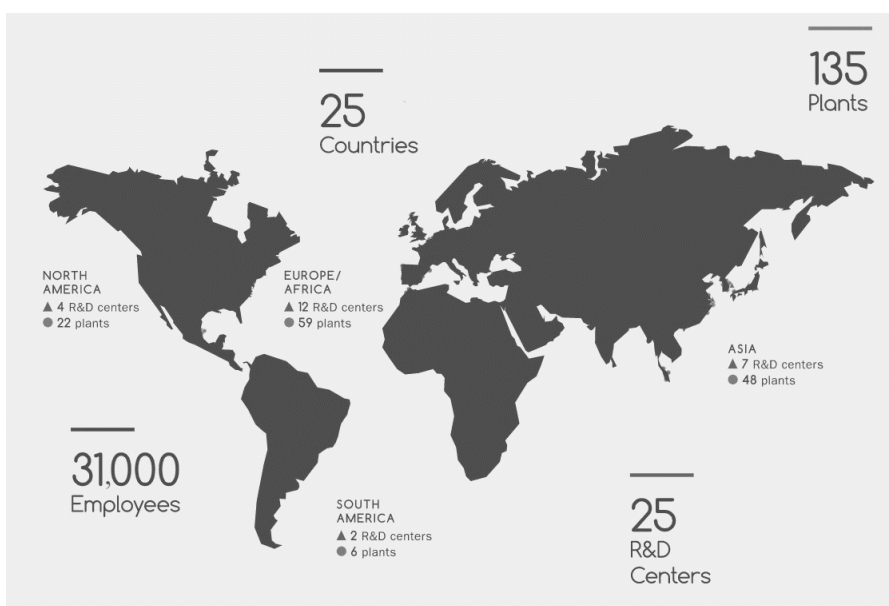 135
Plants
25
Countries
NORTH
AMERICA
4 R&D centers
22 plants
EUROPE/
AFRICA
12 R&D centers
59 plants
ASIA
7 R&D centers
48 plants
31,000
Employees
SOUTH
AMERICA
2 R&D centers
6 plants
25
R&D
Centers